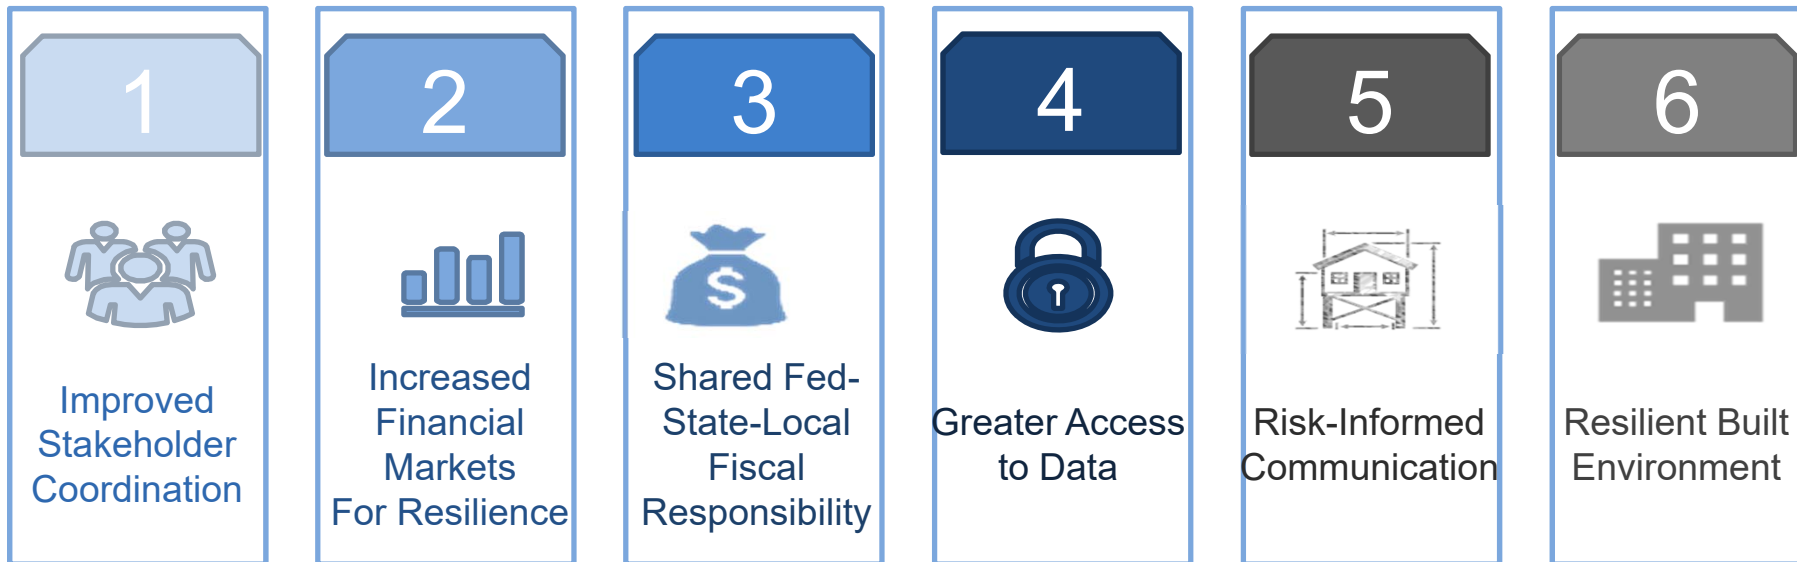 1
Improved
Stakeholder
Coordination
2
Increased
Financial
Markets
For Resilience
3
$
Shared Fed-
State-Local
Fiscal
Responsibility
4
Greater Access
to Data
5
Risk-Informed
Communication
6
Resilient Built
Environment